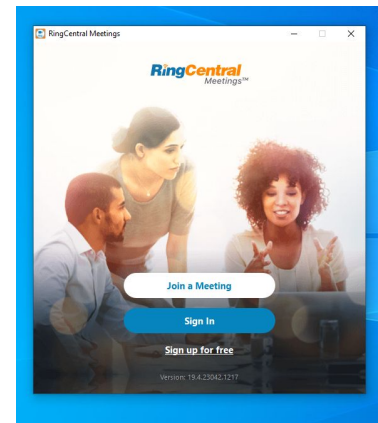 RingCentral Meetings
RingCentral
Meetings™
Join a Meeting
Sign In
Sign up for free
Version: 19.4.23042.1217